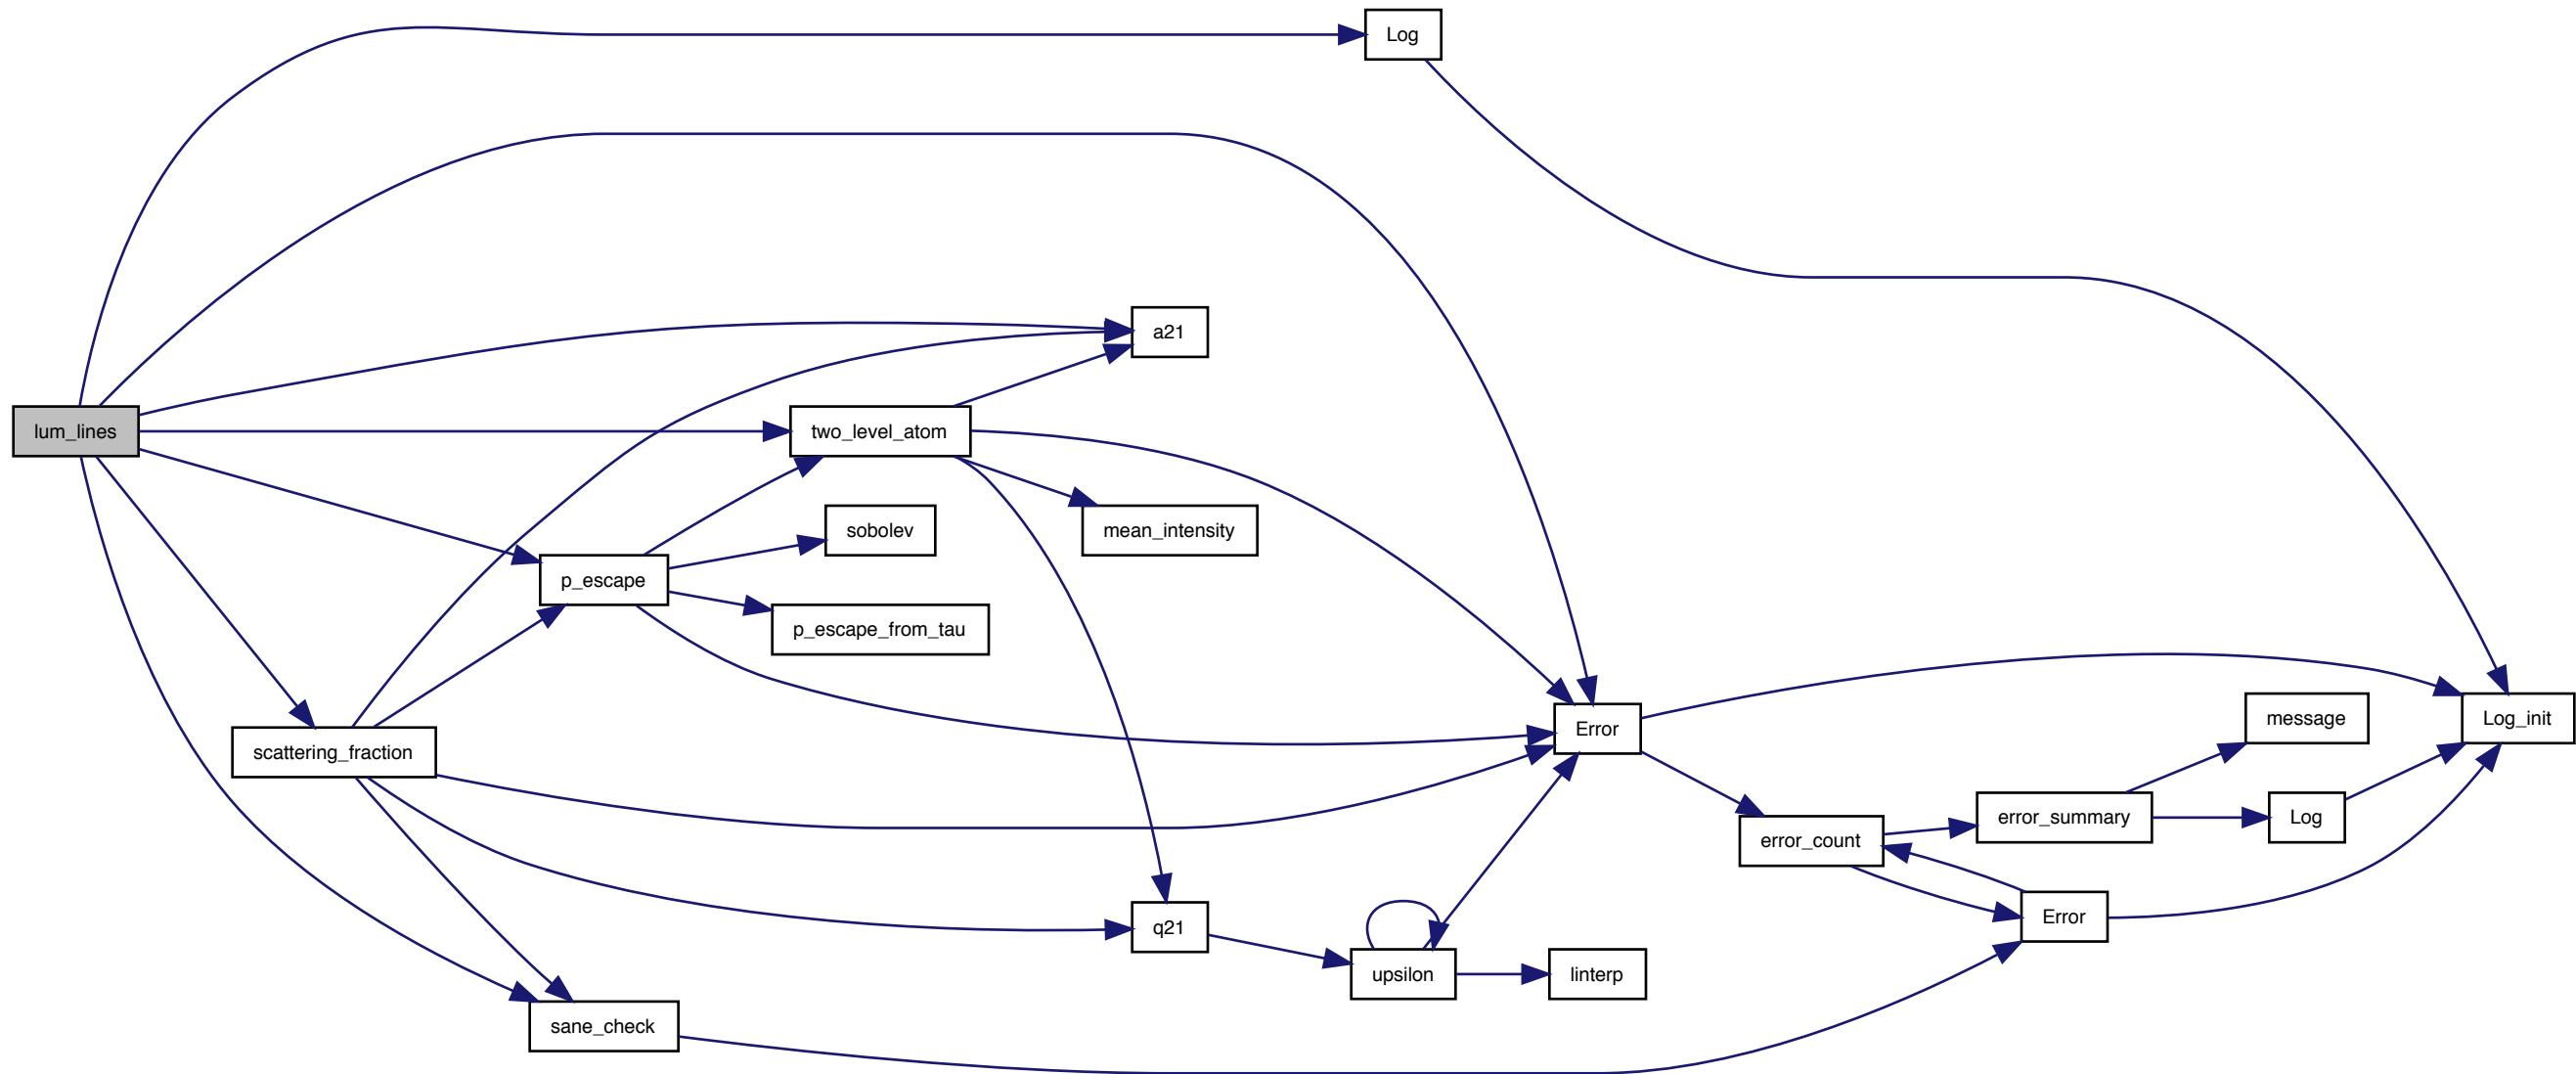 Log
a21
lum_lines
two_level_atom
sobolev
mean_intensity
p_escape
p_escape_from_tau
Error
message
Log_init
scattering_fraction
error_count
error_summary
Log
Error
q21
upsilon
linterp
sane_check